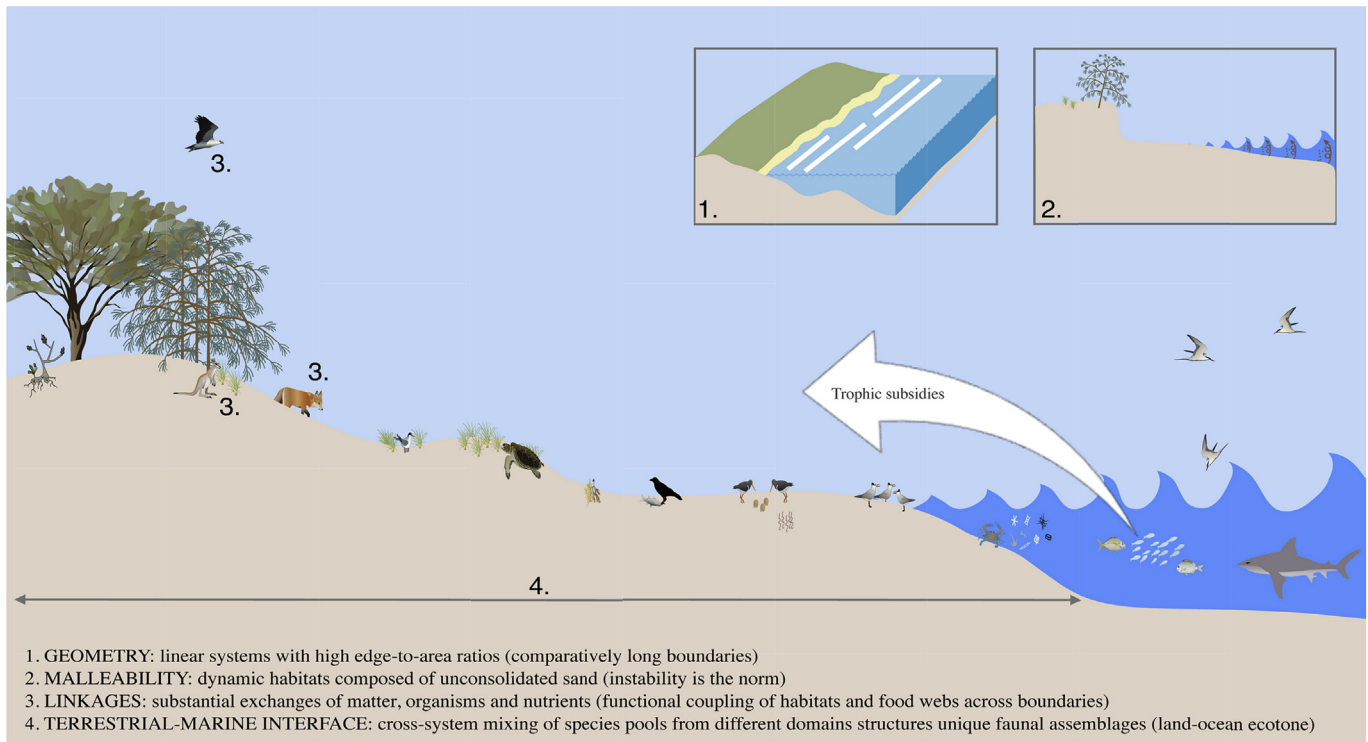 1.
2.
3.
3.
3.
Trophic subsidies
4.
1. GEOMETRY: linear systems with high edge-to-area ratios (comparatively long boundaries)
2. MALLEABILITY: dynamic habitats composed of unconsolidated sand (instability is the norm)
3. LINKAGES: substantial exchanges of matter, organisms and nutrients (functional coupling of habitats and food webs across boundaries)
4. TERRESTRIAL-MARINE INTERFACE: cross-system mixing of species pools from different domains structures unique faunal assemblages (land-ocean ecotone)